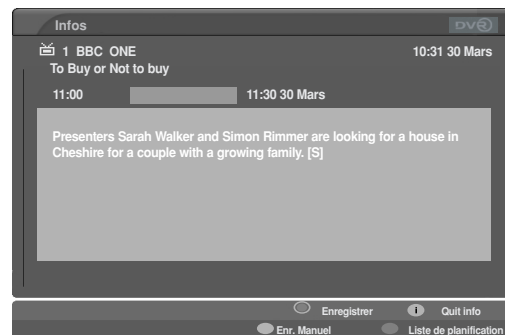 Infos
DVR
1 BBC ONE
10:31 30 Mars
To Buy or Not to buy
11:00
11:30 30 Mars
Presenters Sarah Walker and Simon Rimmer are looking for a house in
Cheshire for a couple with a growing family. [S]
Enregistrer
i
Quit info
Enr. Manuel
Liste de planification